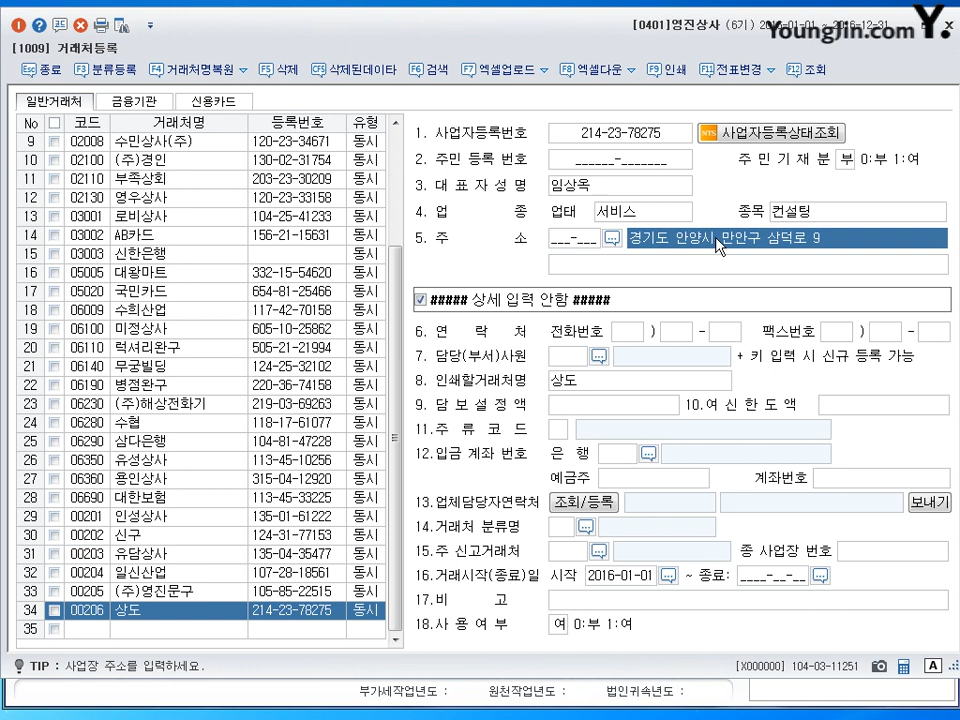 [0401]영진상사 (6기) 2016-01-01 ~ 2016-12-31
YoungJin.com Y.
[1009] 거래처등록
Esc 종료 F3 분류등록 F4 거래처명복원 F5 삭제 CF5 삭제된데이타 F6 검색 F7 엑셀업로드 F8 엑셀다운 F9 인쇄 F11 전표변경 F12 조회
일반거래처 금융기관 신용카드
No 코드 거래처명 등록번호 유형
9 02008 수민상사(주) 120-23-34671 동시
10 02100 (주)경인 130-02-31754 동시
11 02110 부족상회 203-23-30209 동시
12 02130 영우상사 120-23-33158 동시
13 03001 로비상사 104-25-41233 동시
14 03002 AB카드 156-21-15631 동시
15 03003 신한은행 동시
16 05005 대왕마트 332-15-54620 동시
17 05020 국민카드 654-81-25466 동시
18 06009 수희산업 117-42-70158 동시
19 06100 미정상사 605-10-25862 동시
20 06110 럭셔리완구 505-21-21994 동시
21 06140 무궁빌딩 124-25-32102 동시
22 06190 병점완구 220-36-74158 동시
23 06230 (주)해상전화기 219-03-69263 동시
24 06280 수협 118-17-61077 동시
25 06290 삼다은행 104-81-47228 동시
26 06350 유성상사 113-45-10256 동시
27 06360 용인상사 315-04-12920 동시
28 06690 대한보험 113-45-33225 동시
29 00201 인성상사 135-01-61222 동시
30 00202 신구 124-31-77153 동시
31 00203 유담상사 135-04-35477 동시
32 00204 일신산업 107-28-18561 동시
33 00205 (주)영진문구 105-85-22515 동시
34 00206 상도 214-23-78275 동시
35
1. 사업자등록번호 214-23-78275 NTS 사업자등록상태조회
2. 주민 등록 번호 ______-_______ 주 민 기 재 분 부 0:부 1:여
3. 대 표 자 성 명 임상옥
4. 업 종 업태 서비스 종목 컨설팅
5. 주 소 ___-___ 경기도 안양시 만안구 삼덕로 9
##### 상세 입력 안함 #####
6. 연 락 처 전화번호 ) - 팩스번호 ) -
7. 담당(부서)사원 + 키 입력 시 신규 등록 가능
8. 인쇄할거래처명 상도
9. 담 보 설 정 액 10.여 신 한 도 액
11.주 류 코 드
12.입금 계좌 번호 은 행
예금주 계좌번호
13.업체담당자연락처 조회/등록 보내기
14.거래처 분류명
15.주 신고거래처 종 사업장 번호
16.거래시작(종료)일 시작 2016-01-01 ~ 종료: ____-__-__
17.비 고
18.사 용 여 부 여 0:부 1:여
TIP : 사업장 주소를 입력하세요. [X000000] 104-03-11251 A
부가세작업년도 : 원천작업년도 : 법인귀속년도 :